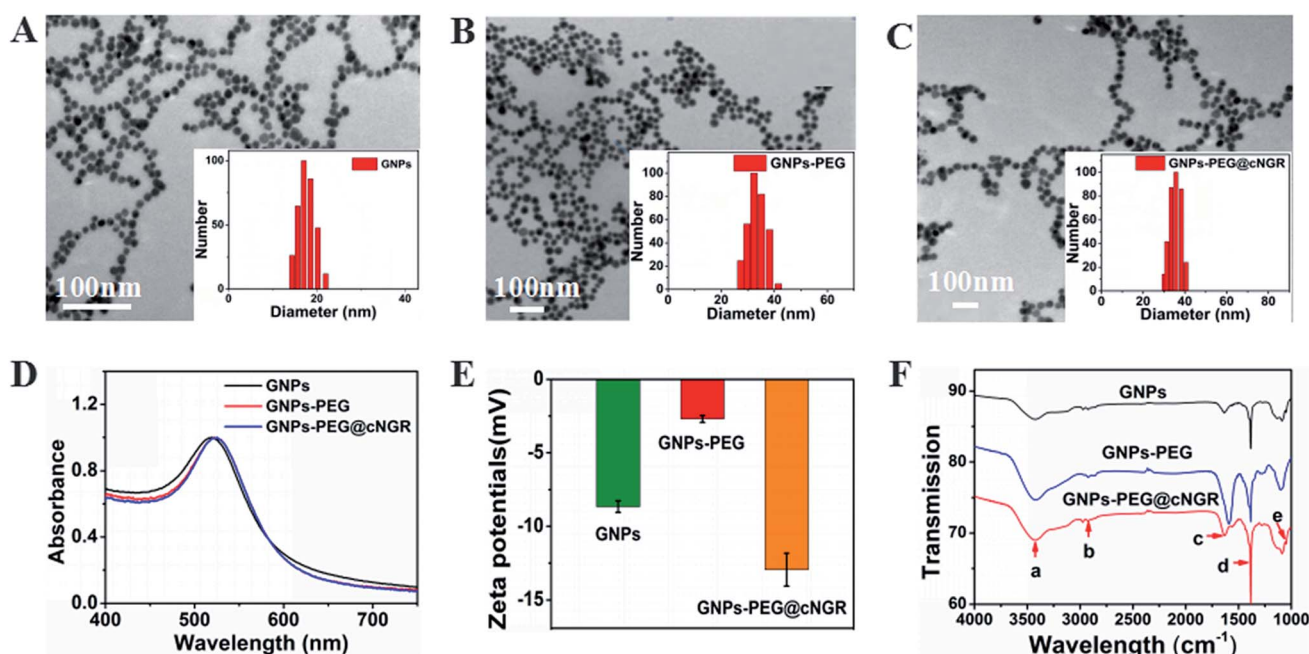 A
GNPs
100
50
0
Number
0 20 40
Diameter (nm)
100nm
B
GNPs-PEG
100
80
60
40
20
0
Number
0 20 40 60
Diameter (nm)
100nm
C
GNPs-PEG@cNGR
100
80
60
40
20
0
Number
0 20 40 60 80
Diameter (nm)
100nm
D
GNPs
GNPs-PEG
GNPs-PEG@cNGR
1.2
0.8
0.4
0.0
Absorbance
400 500 600 700
Wavelength (nm)
E
0
-5
-10
-15
Zeta potentials(mV)
GNPs-PEG
GNPs
GNPs-PEG@cNGR
F
90
80
70
60
Transmission
GNPs
GNPs-PEG
GNPs-PEG@cNGR
a
b
c
d
e
4000 3500 3000 2500 2000 1500 1000
Wavelength (cm⁻¹)